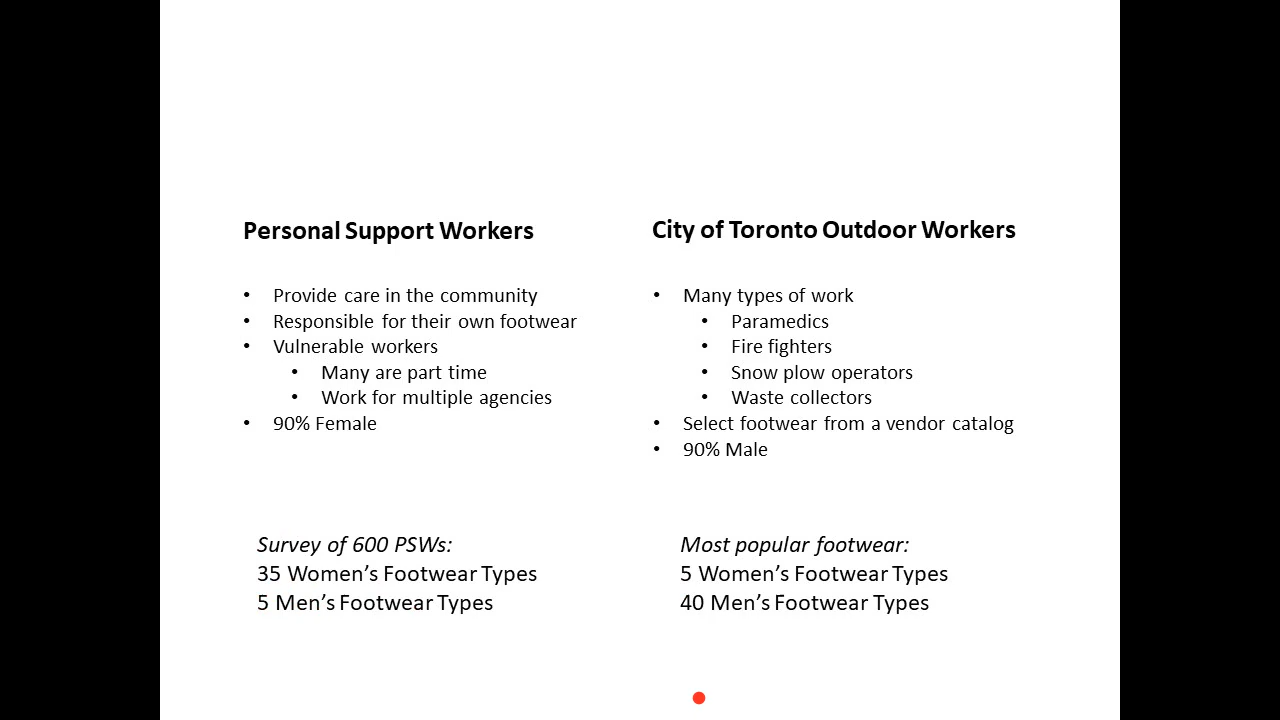 Personal Support Workers
• Provide care in the community
• Responsible for their own footwear
• Vulnerable workers
• Many are part time
• Work for multiple agencies
• 90% Female
Survey of 600 PSWs:
35 Women’s Footwear Types
5 Men’s Footwear Types
City of Toronto Outdoor Workers
• Many types of work
• Paramedics
• Fire fighters
• Snow plow operators
• Waste collectors
• Select footwear from a vendor catalog
• 90% Male
Most popular footwear:
5 Women’s Footwear Types
40 Men’s Footwear Types